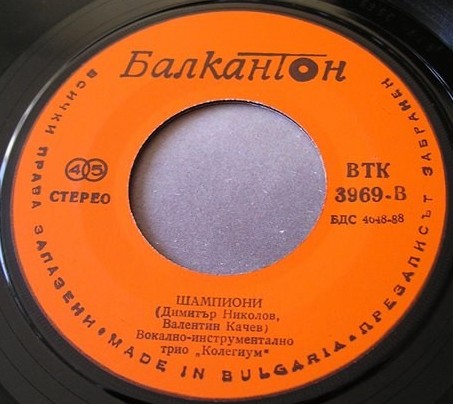 Балкантон
ВСИЧКИ ПРАВА ЗАПАЗЕНИ • MADE IN BULGARIA • ПРЕЗАПИСЪТ ЗАБРАНЕН
45
СТЕРЕО
ВТК
3969-В
БДС 4048-88
ШАМПИОНИ
(Димитър Николов,
Валентин Качев)
Вокално-инструментално
трио „Колегиум"